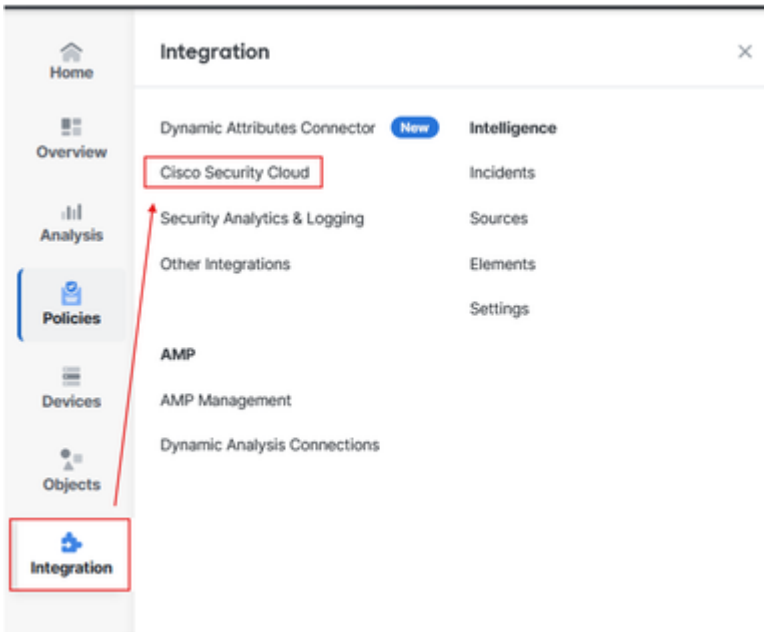 Home
Overview
Analysis
Policies
Devices
Objects
Integration
Integration
Dynamic Attributes Connector New
Cisco Security Cloud
Security Analytics & Logging
Other Integrations
AMP
AMP Management
Dynamic Analysis Connections
Intelligence
Incidents
Sources
Elements
Settings